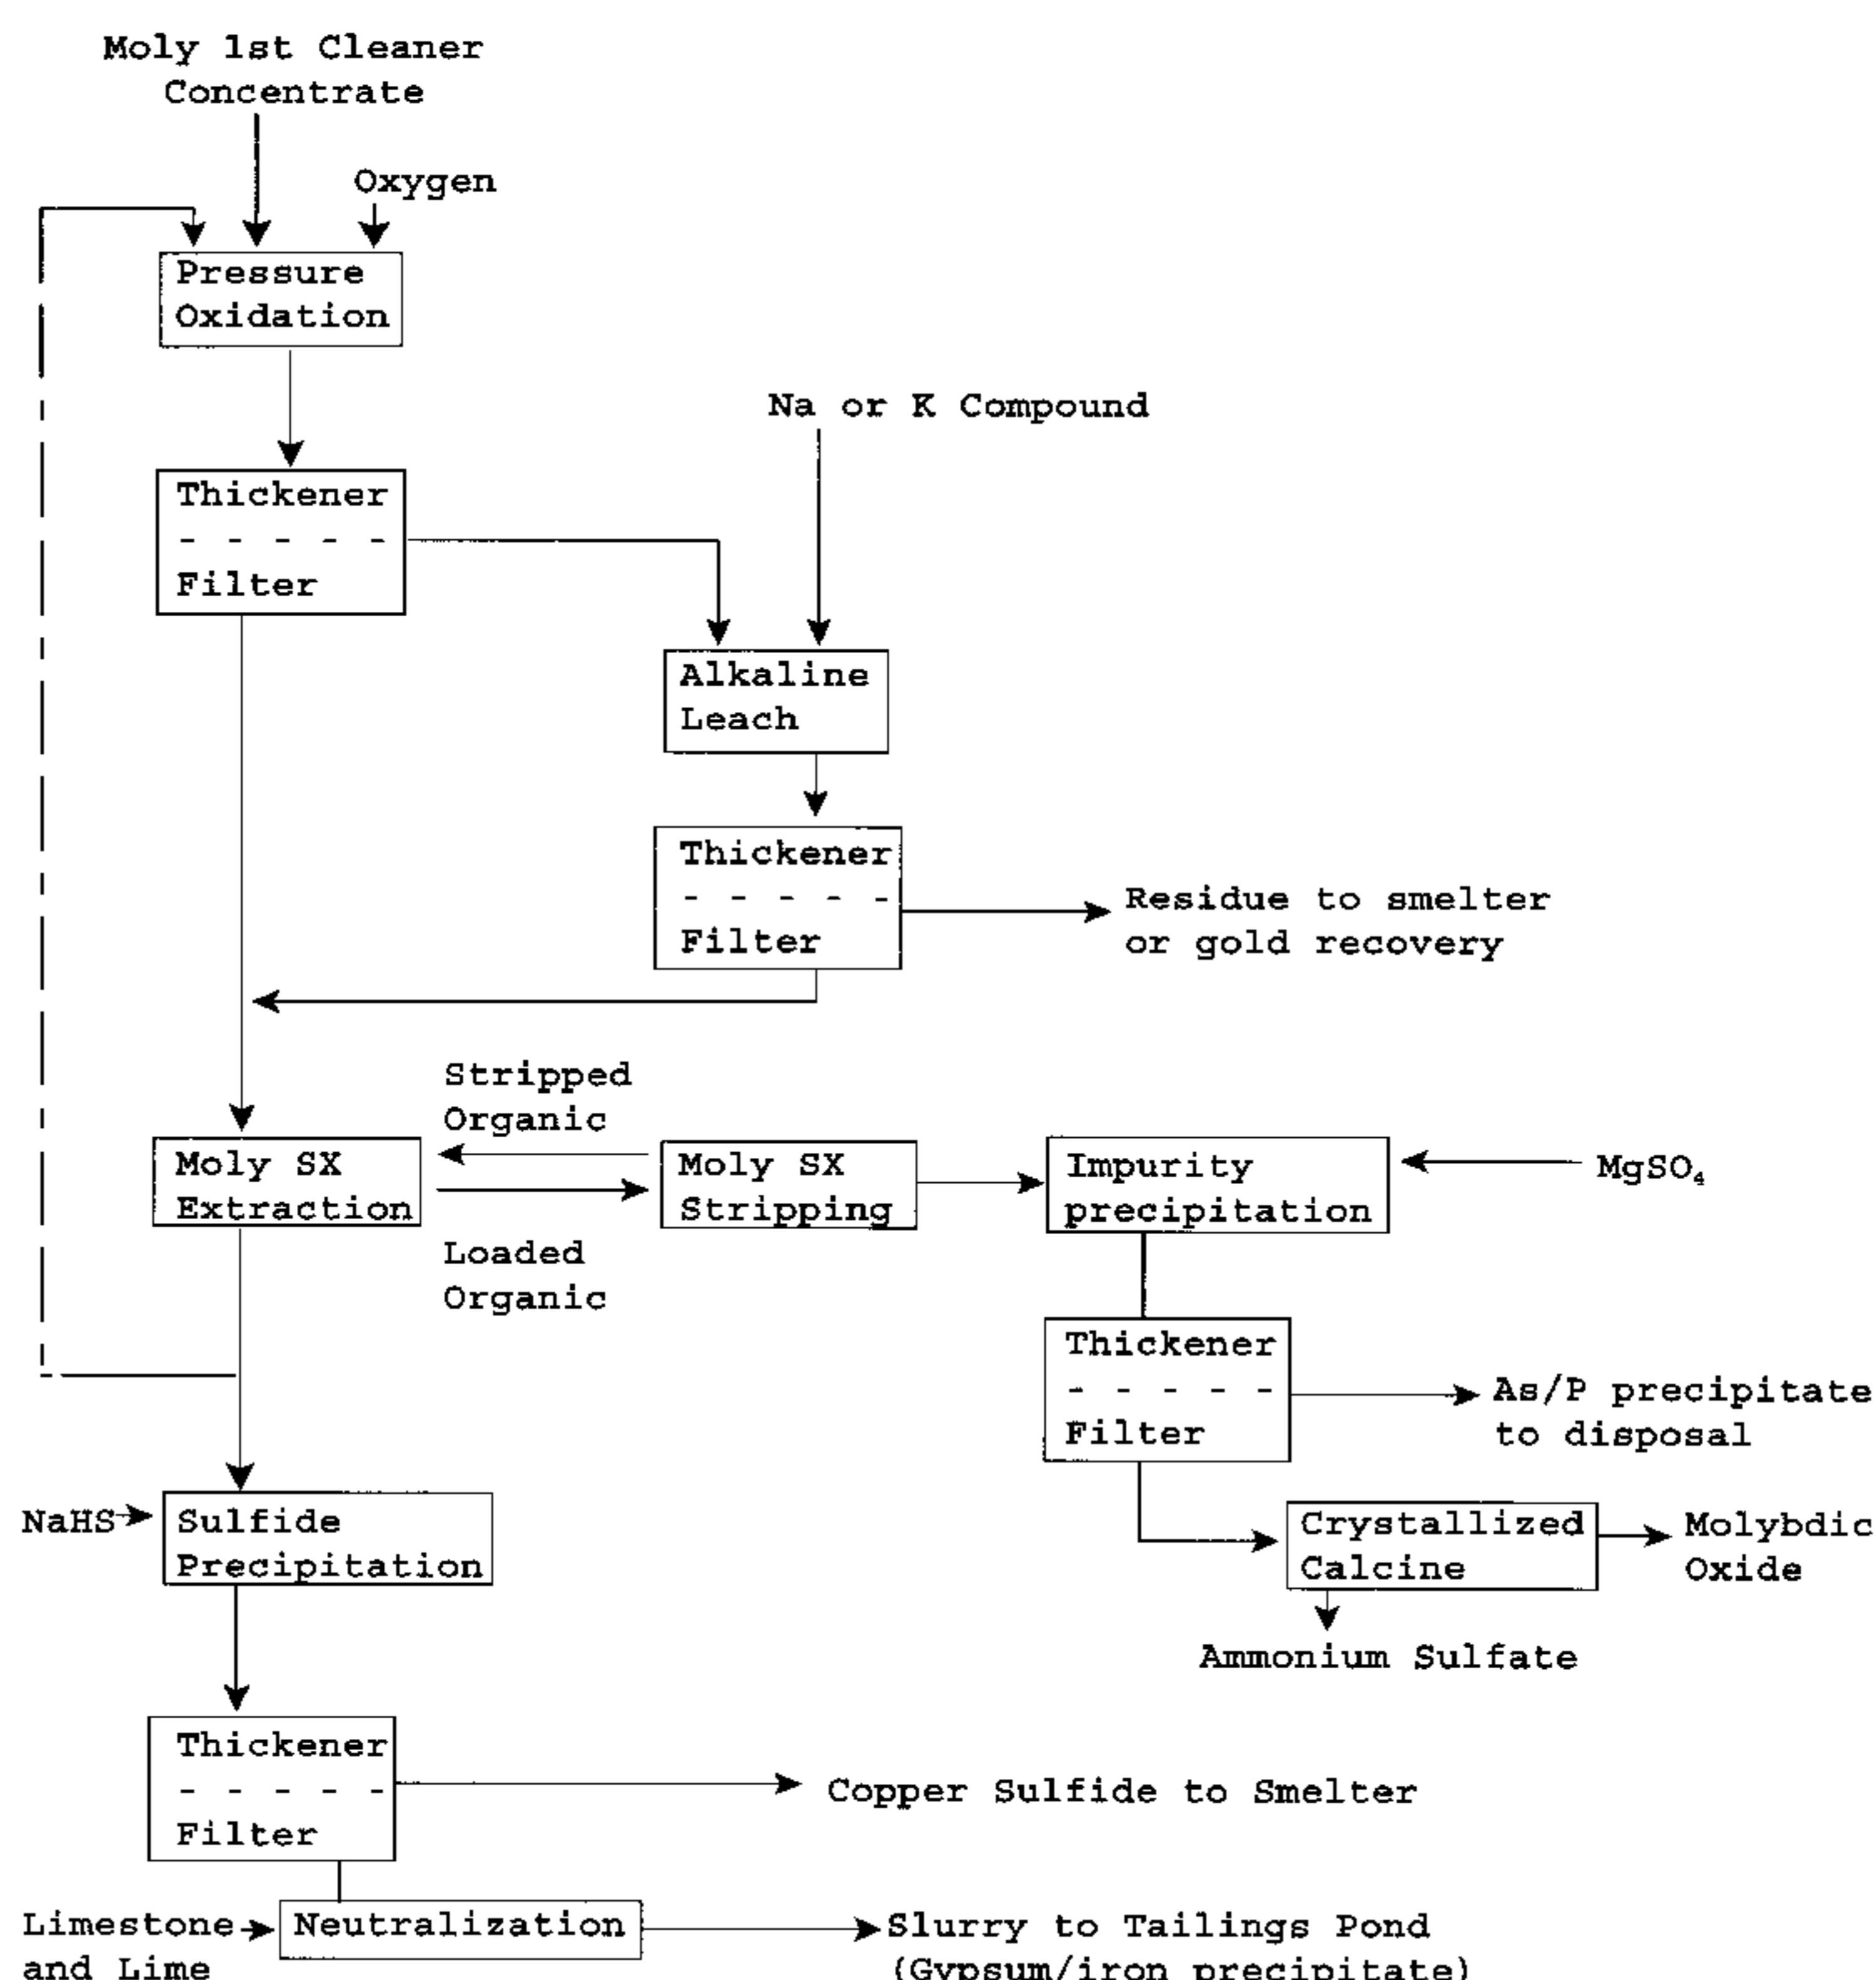 Moly 1st Cleaner
Concentrate
Oxygen
Pressure
Oxidation
Na or K Compound
Thickener
- - - - -
Filter
Alkaline
Leach
Thickener
- - - - -
Filter
Residue to smelter
or gold recovery
Stripped
Organic
Moly SX
Extraction
Loaded
Organic
Moly SX
Stripping
Impurity
precipitation
MgSO₄
Thickener
- - - - -
Filter
As/P precipitate
to disposal
NaHS
Sulfide
Precipitation
Crystallized
Calcine
Molybdic
Oxide
Ammonium Sulfate
Thickener
- - - - -
Filter
Copper Sulfide to Smelter
Limestone
and Lime
Neutralization
Slurry to Tailings Pond
(Gypsum/iron precipitate)